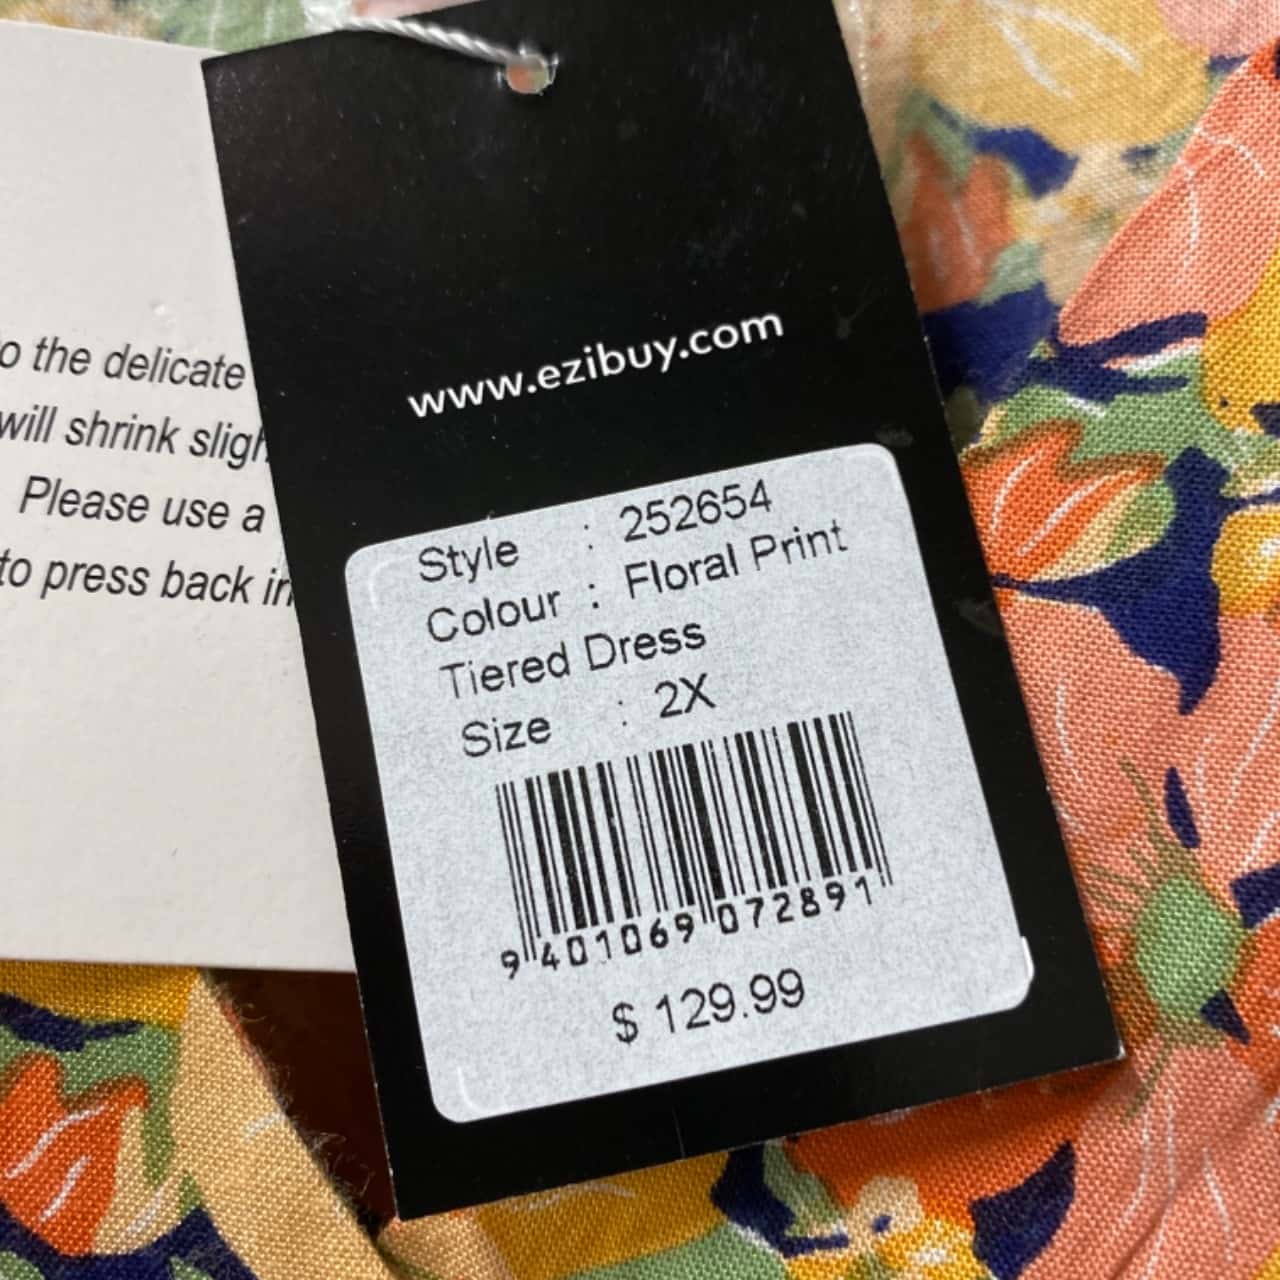 o the delicate
will shrink sligh
Please use a
to press back in
www.ezibuy.com
Style : 252654
Colour : Floral Print
Tiered Dress
Size : 2X
9 401069 072891
$ 129.99